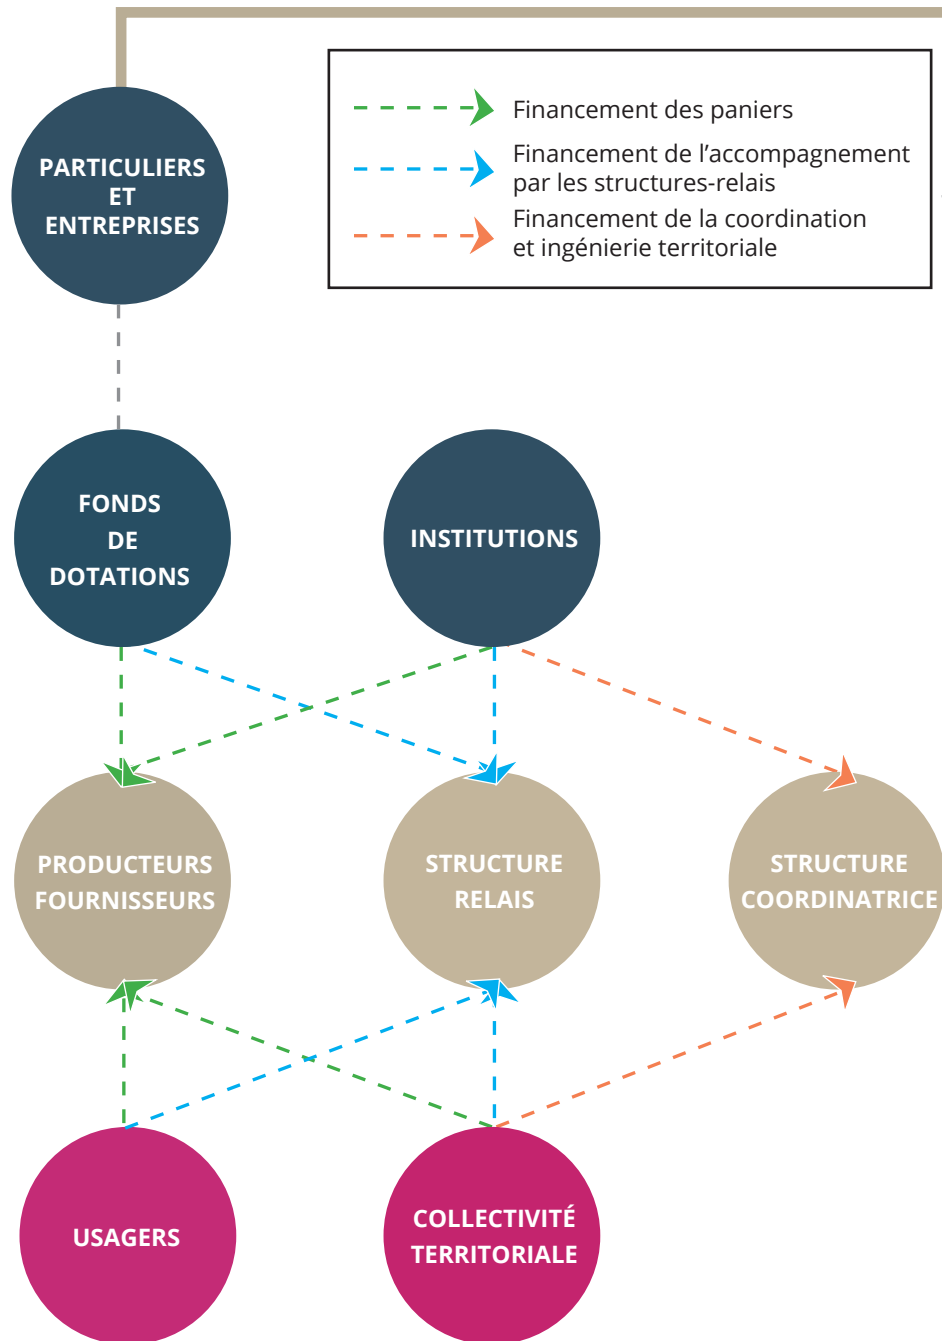 Financement des paniers
Financement de l’accompagnement
par les structures-relais
Financement de la coordination
et ingénierie territoriale
PARTICULIERS
ET
ENTREPRISES
FONDS
DE
DOTATIONS
INSTITUTIONS
PRODUCTEURS
FOURNISSEURS
STRUCTURE
RELAIS
STRUCTURE
COORDINATRICE
USAGERS
COLLECTIVITÉ
TERRITORIALE